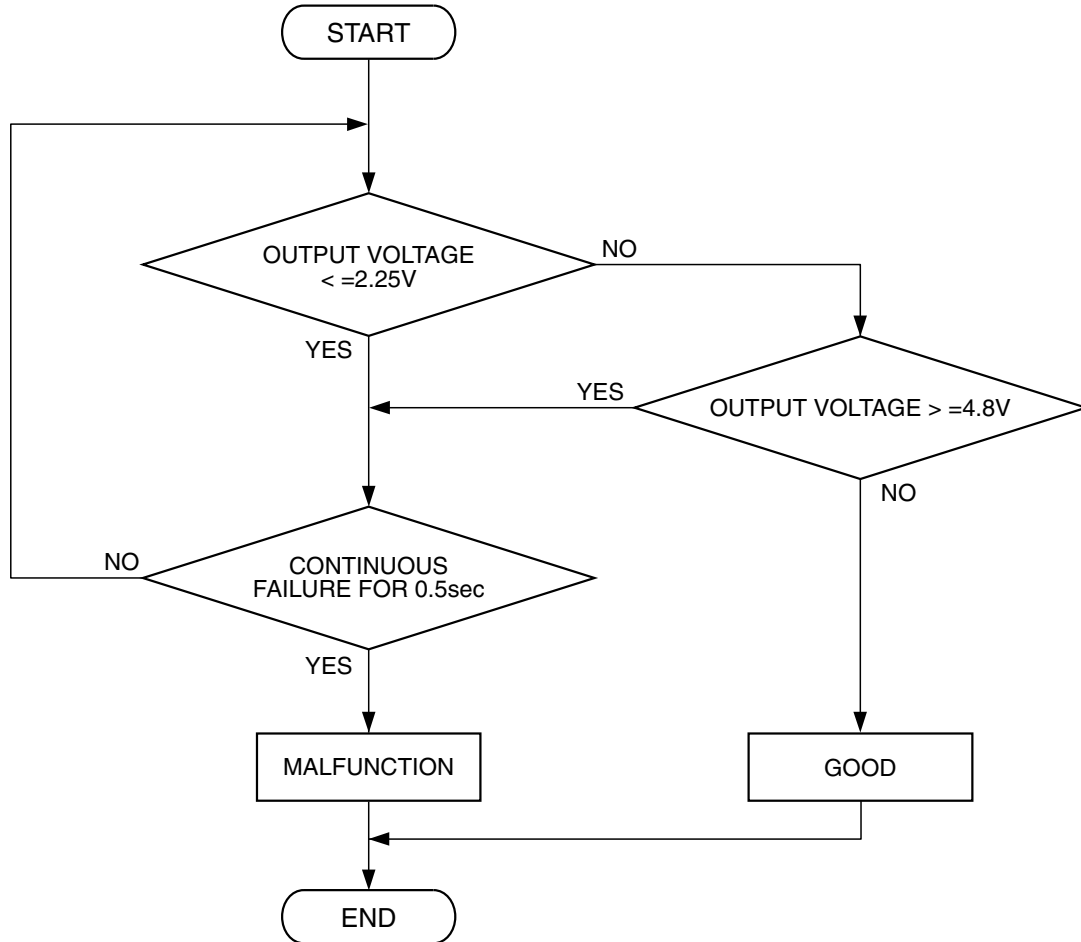 START
OUTPUT VOLTAGE
< =2.25V
NO
YES
YES
OUTPUT VOLTAGE > =4.8V
NO
NO
CONTINUOUS
FAILURE FOR 0.5sec
YES
MALFUNCTION
GOOD
END